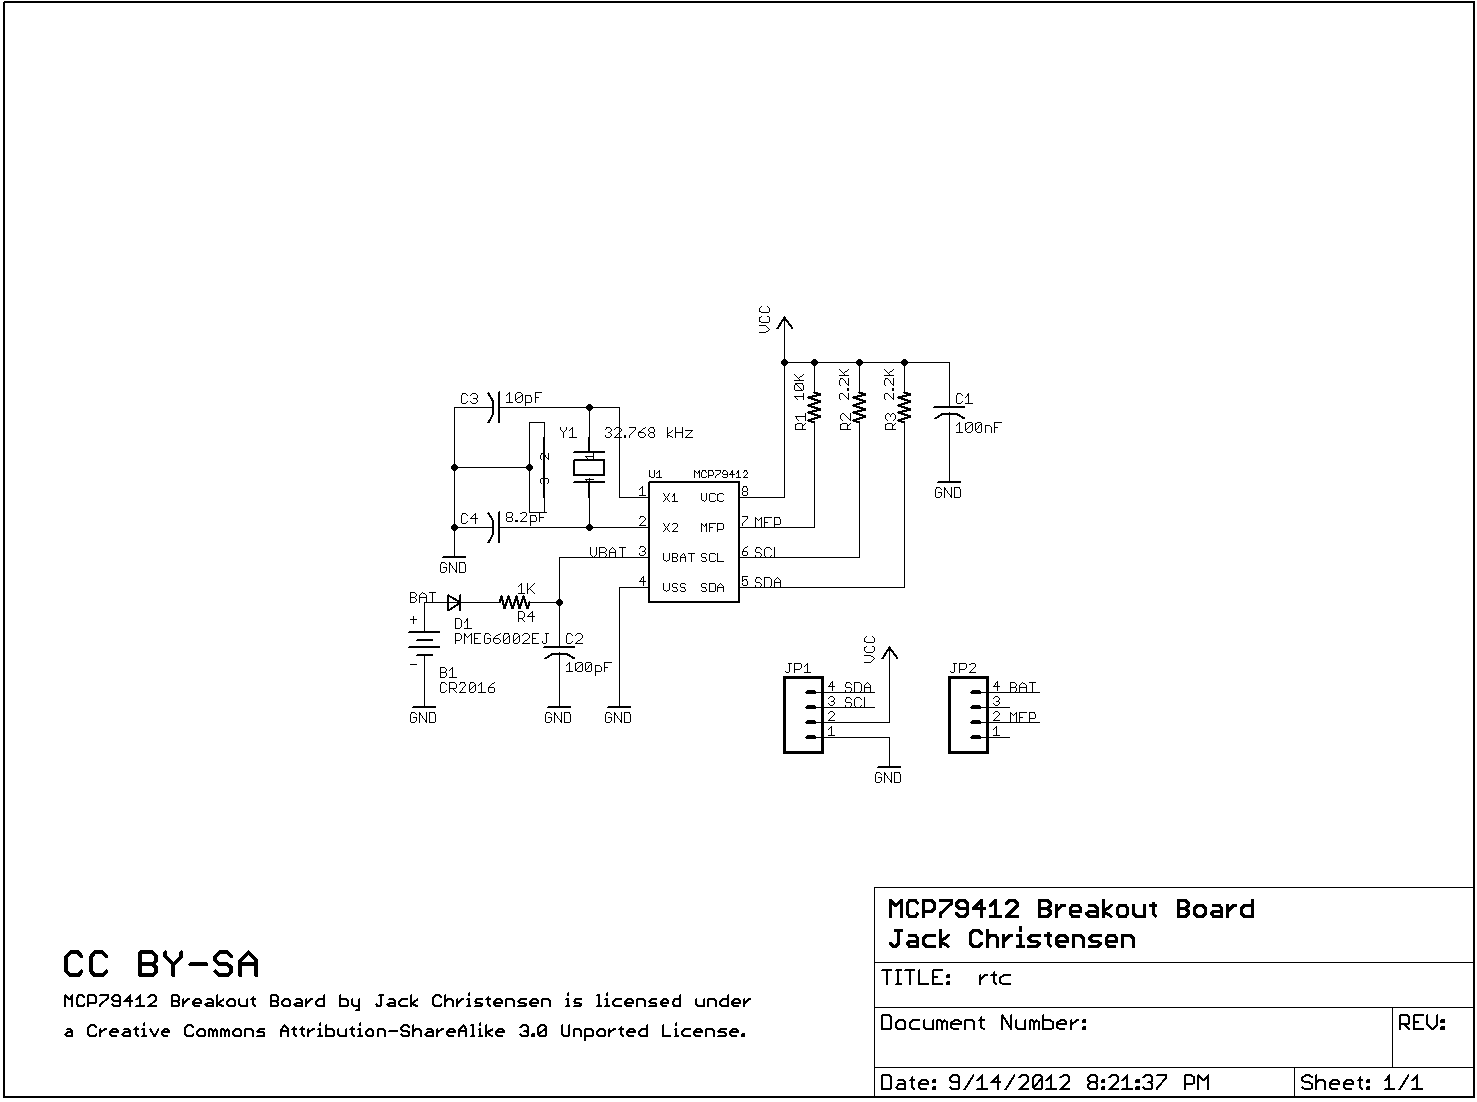 VCC
C3 10pF
R1 10K
R2 2.2K
R3 2.2K
C1
100nF
GND
Y1 32.768 kHz
2
3
1
C4 8.2pF
GND
U1 MCP79412
1 X1 VCC 8
2 X2 MFP 7 MFP
VBAT 3 VBAT SCL 6 SCL
4 VSS SDA 5 SDA
BAT
1K
R4
D1
PMEG6002EJ
C2
100pF
+
-
B1
CR2016
GND
GND
GND
JP1
VCC
4 SDA
3 SCL
2
1
GND
JP2
4 BAT
3
2 MFP
1
MCP79412 Breakout Board
Jack Christensen
TITLE: rtc
Document Number:
REV:
Date: 9/14/2012 8:21:37 PM
Sheet: 1/1
CC BY-SA
MCP79412 Breakout Board by Jack Christensen is licensed under
a Creative Commons Attribution-ShareAlike 3.0 Unported License.